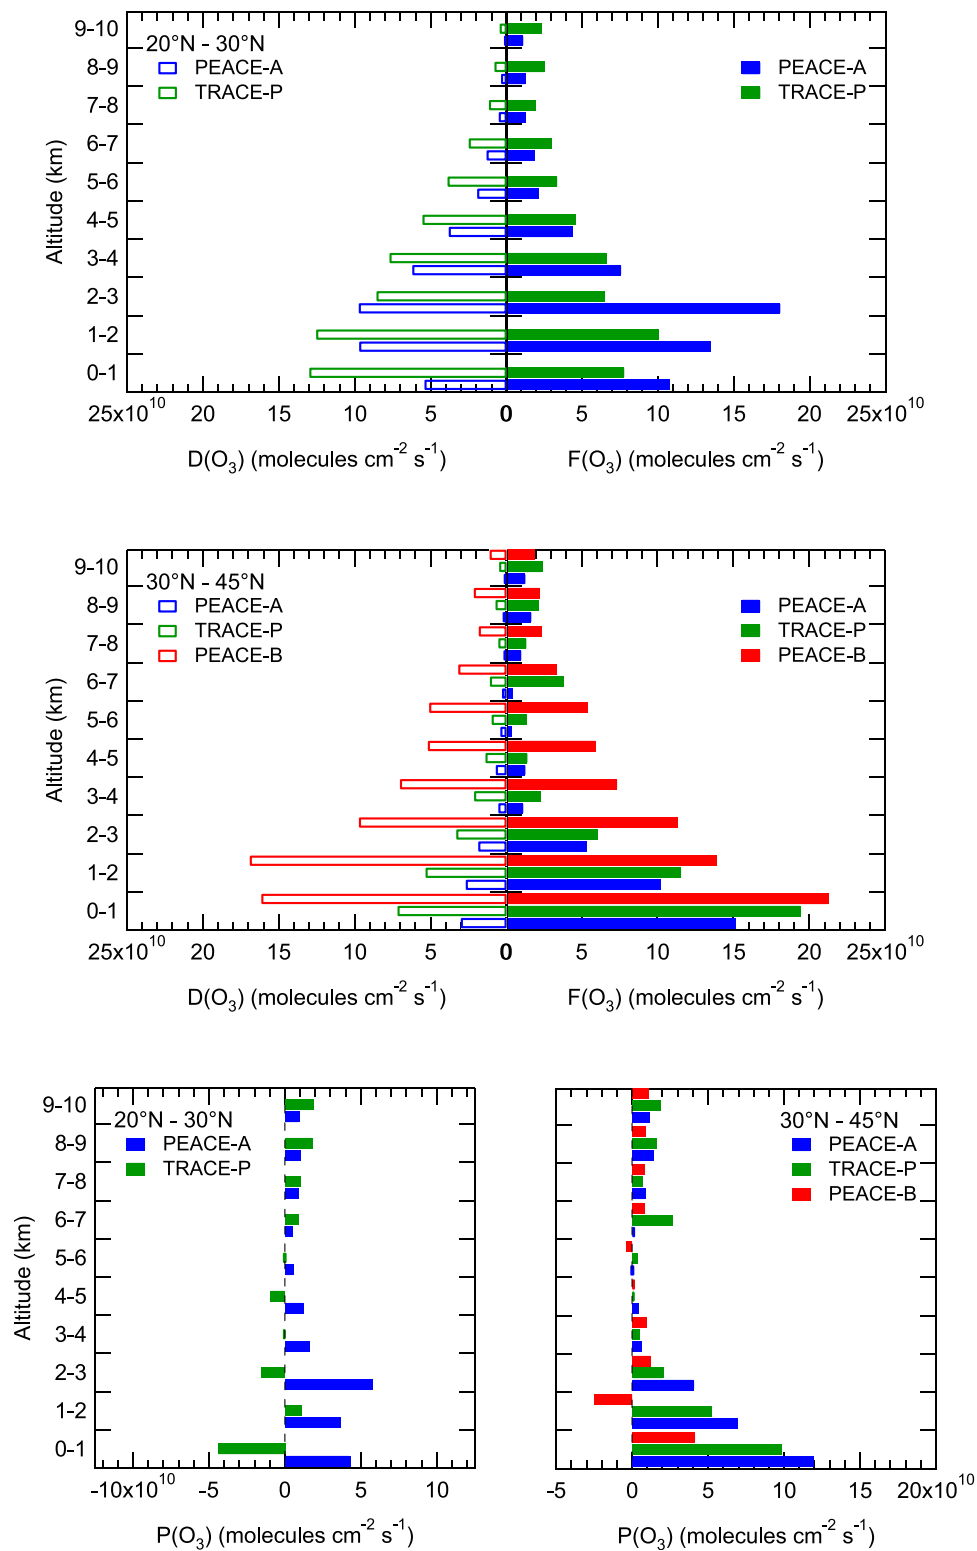 9-10
20°N - 30°N
8-9
PEACE-A
PEACE-A
7-8
TRACE-P
TRACE-P
6-7
5-6
4-5
3-4
2-3
1-2
0-1
Altitude (km)
25x10^10 20 15 10 5 0 0 5 10 15 20 25x10^10
D(O3) (molecules cm-2 s-1)
F(O3) (molecules cm-2 s-1)
9-10
30°N - 45°N
8-9
PEACE-A
PEACE-A
7-8
TRACE-P
TRACE-P
PEACE-B
PEACE-B
6-7
5-6
4-5
3-4
2-3
1-2
0-1
Altitude (km)
25x10^10 20 15 10 5 0 0 5 10 15 20 25x10^10
D(O3) (molecules cm-2 s-1)
F(O3) (molecules cm-2 s-1)
9-10
20°N - 30°N
8-9
PEACE-A
7-8
TRACE-P
6-7
5-6
4-5
3-4
2-3
1-2
0-1
Altitude (km)
-10x10^10 -5 0 5 10
P(O3) (molecules cm-2 s-1)
30°N - 45°N
PEACE-A
TRACE-P
PEACE-B
-5 0 5 10 15 20x10^10
P(O3) (molecules cm-2 s-1)